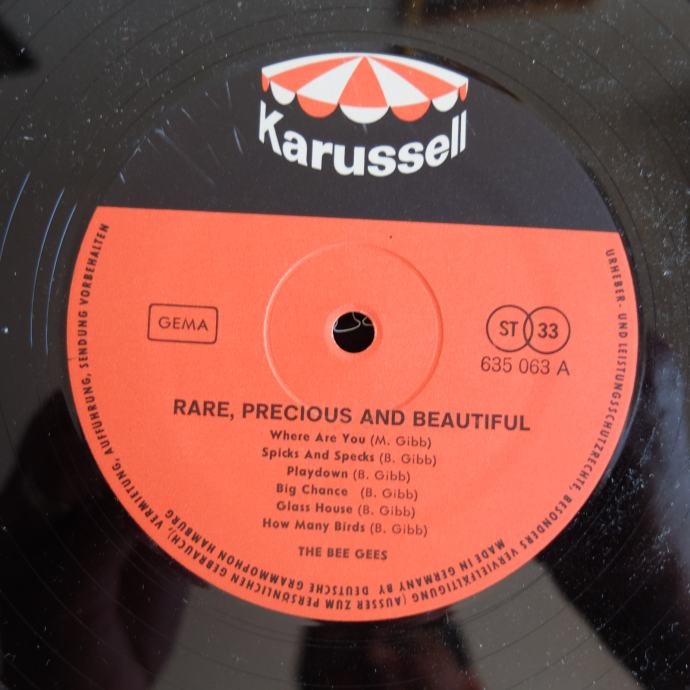 Karussell
GEMA
ST 33
635 063 A
RARE, PRECIOUS AND BEAUTIFUL
Where Are You (M. Gibb)
Spicks And Specks (B. Gibb)
Playdown (B. Gibb)
Big Chance (B. Gibb)
Glass House (B. Gibb)
How Many Birds (B. Gibb)
THE BEE GEES
URHEBER- UND LEISTUNGSSCHUTZRECHTE, BESONDERS VERVIELFÄLTIGUNG (AUSSER ZUM PERSÖNLICHEN GEBRAUCH), VERMIETUNG, AUFFÜHRUNG, SENDUNG VORBEHALTEN
MADE IN GERMANY BY DEUTSCHE GRAMMOPHON HAMBURG